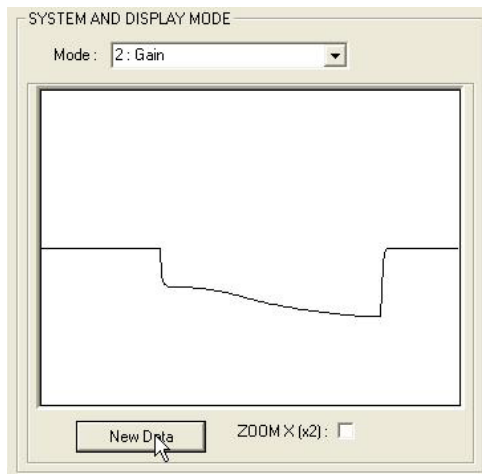 SYSTEM AND DISPLAY MODE
Mode : 2 : Gain
New Data ZOOM X (x2) :